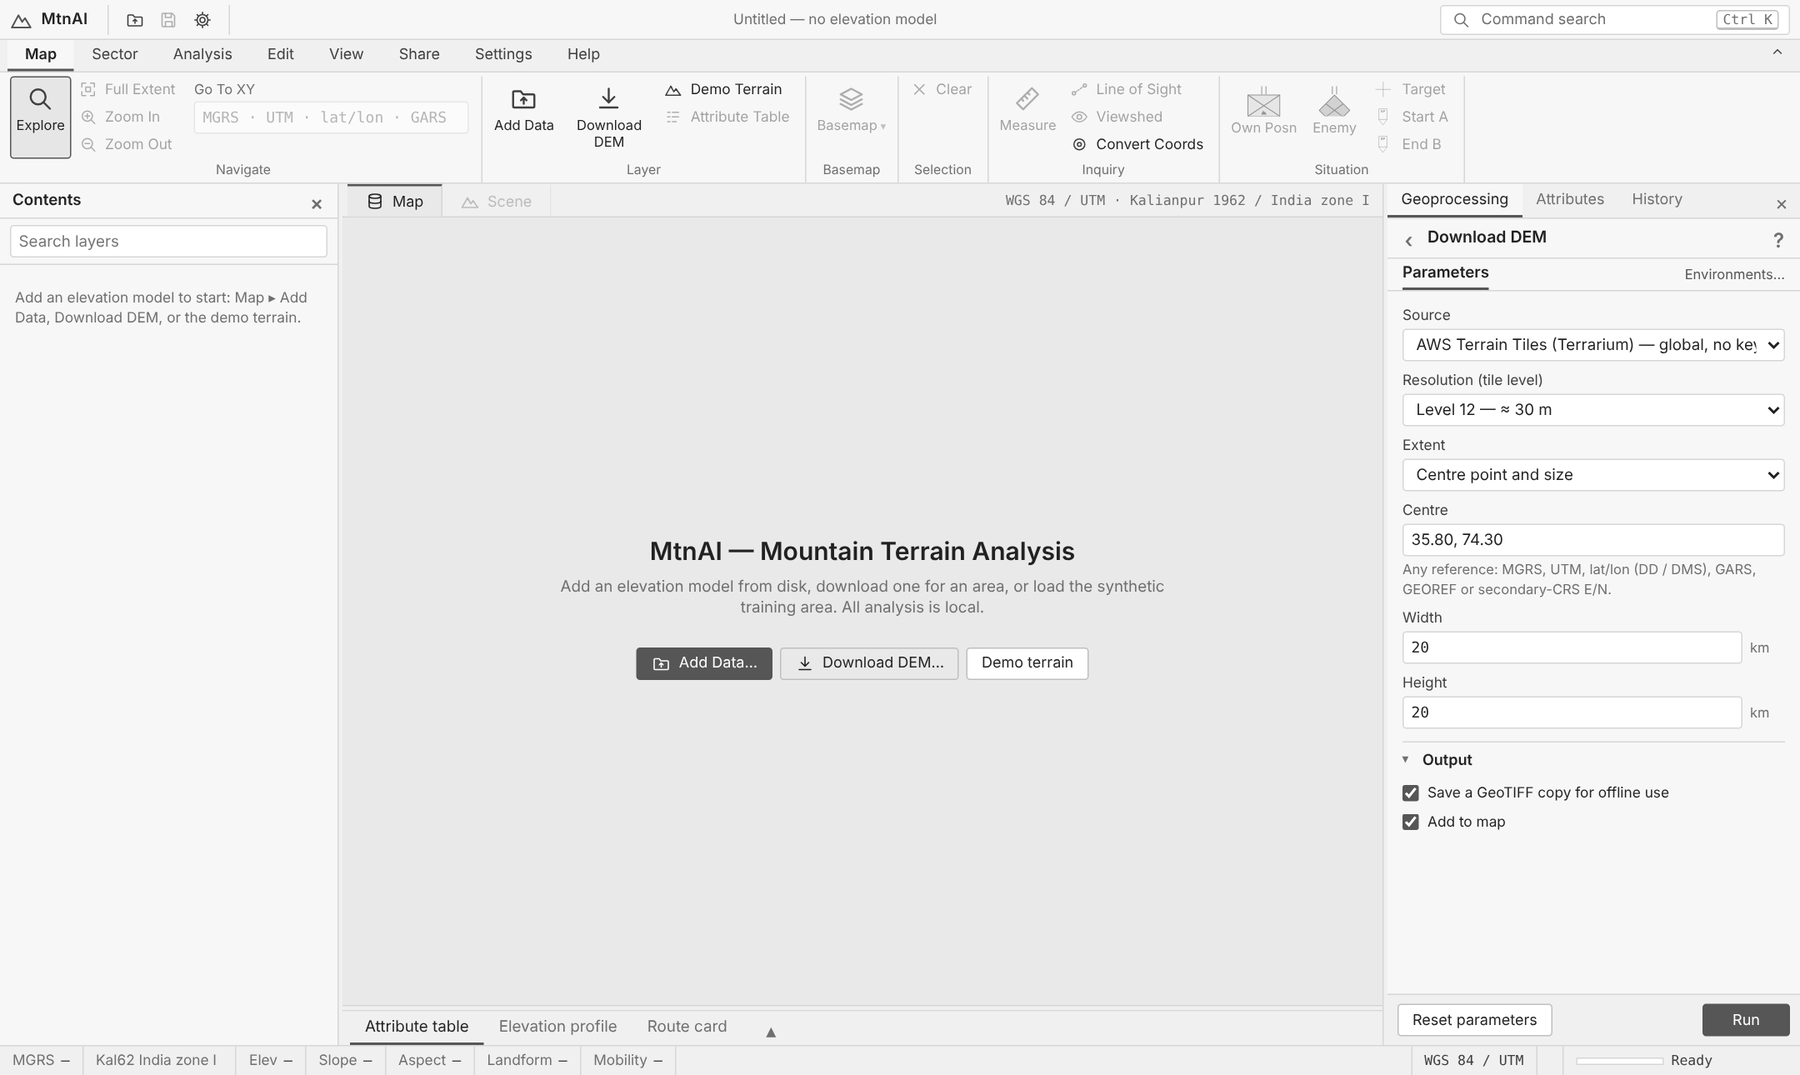 MtnAI
Untitled — no elevation model
Command search
Ctrl K
Map
Sector
Analysis
Edit
View
Share
Settings
Help
Explore
Full Extent
Zoom In
Zoom Out
Go To XY
MGRS · UTM · lat/lon · GARS
Navigate
Add Data
Download
DEM
Demo Terrain
Attribute Table
Layer
Basemap
Basemap
Clear
Selection
Measure
Line of Sight
Viewshed
Convert Coords
Inquiry
Own Posn
Enemy
Target
Start A
End B
Situation
Contents
Search layers
Add an elevation model to start: Map ▸ Add
Data, Download DEM, or the demo terrain.
Map
Scene
WGS 84 / UTM · Kalianpur 1962 / India zone I
MtnAI — Mountain Terrain Analysis
Add an elevation model from disk, download one for an area, or load the synthetic
training area. All analysis is local.
Add Data...
Download DEM...
Demo terrain
Attribute table
Elevation profile
Route card
Geoprocessing
Attributes
History
Download DEM
?
Parameters
Environments...
Source
AWS Terrain Tiles (Terrarium) — global, no key
Resolution (tile level)
Level 12 — ≈ 30 m
Extent
Centre point and size
Centre
35.80, 74.30
Any reference: MGRS, UTM, lat/lon (DD / DMS), GARS,
GEOREF or secondary-CRS E/N.
Width
20
km
Height
20
km
Output
Save a GeoTIFF copy for offline use
Add to map
Reset parameters
Run
MGRS —
Kal62 India zone I
Elev —
Slope —
Aspect —
Landform —
Mobility —
WGS 84 / UTM
Ready